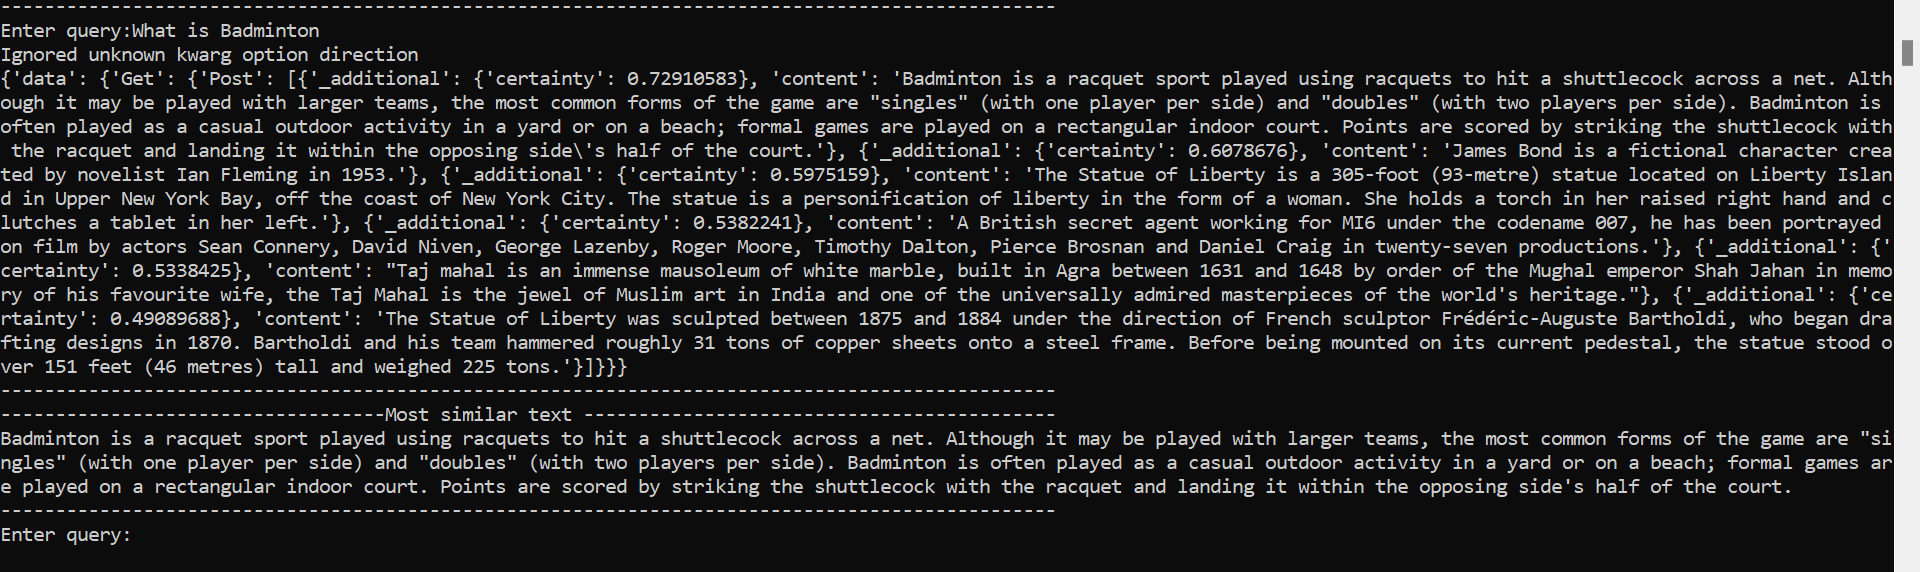 ------------------------------------------------------------------------------------------------
Enter query:What is Badminton
Ignored unknown kwarg option direction
{'data': {'Get': {'Post': [{'_additional': {'certainty': 0.72910583}, 'content': 'Badminton is a racquet sport played using racquets to hit a shuttlecock across a net. Alth
ough it may be played with larger teams, the most common forms of the game are "singles" (with one player per side) and "doubles" (with two players per side). Badminton is
often played as a casual outdoor activity in a yard or on a beach; formal games are played on a rectangular indoor court. Points are scored by striking the shuttlecock with
 the racquet and landing it within the opposing side\'s half of the court.'}, {'_additional': {'certainty': 0.6078676}, 'content': 'James Bond is a fictional character crea
ted by novelist Ian Fleming in 1953.'}, {'_additional': {'certainty': 0.5975159}, 'content': 'The Statue of Liberty is a 305-foot (93-metre) statue located on Liberty Islan
d in Upper New York Bay, off the coast of New York City. The statue is a personification of liberty in the form of a woman. She holds a torch in her raised right hand and c
lutches a tablet in her left.'}, {'_additional': {'certainty': 0.5382241}, 'content': 'A British secret agent working for MI6 under the codename 007, he has been portrayed
on film by actors Sean Connery, David Niven, George Lazenby, Roger Moore, Timothy Dalton, Pierce Brosnan and Daniel Craig in twenty-seven productions.'}, {'_additional': {'
certainty': 0.5338425}, 'content': "Taj mahal is an immense mausoleum of white marble, built in Agra between 1631 and 1648 by order of the Mughal emperor Shah Jahan in memo
ry of his favourite wife, the Taj Mahal is the jewel of Muslim art in India and one of the universally admired masterpieces of the world's heritage."}, {'_additional': {'ce
rtainty': 0.49089688}, 'content': 'The Statue of Liberty was sculpted between 1875 and 1884 under the direction of French sculptor Frédéric-Auguste Bartholdi, who began dra
fting designs in 1870. Bartholdi and his team hammered roughly 31 tons of copper sheets onto a steel frame. Before being mounted on its current pedestal, the statue stood o
ver 151 feet (46 metres) tall and weighed 225 tons.'}]}}}
------------------------------------------------------------------------------------------------
-----------------------------------Most similar text -------------------------------------------
Badminton is a racquet sport played using racquets to hit a shuttlecock across a net. Although it may be played with larger teams, the most common forms of the game are "si
ngles" (with one player per side) and "doubles" (with two players per side). Badminton is often played as a casual outdoor activity in a yard or on a beach; formal games ar
e played on a rectangular indoor court. Points are scored by striking the shuttlecock with the racquet and landing it within the opposing side's half of the court.
------------------------------------------------------------------------------------------------
Enter query: